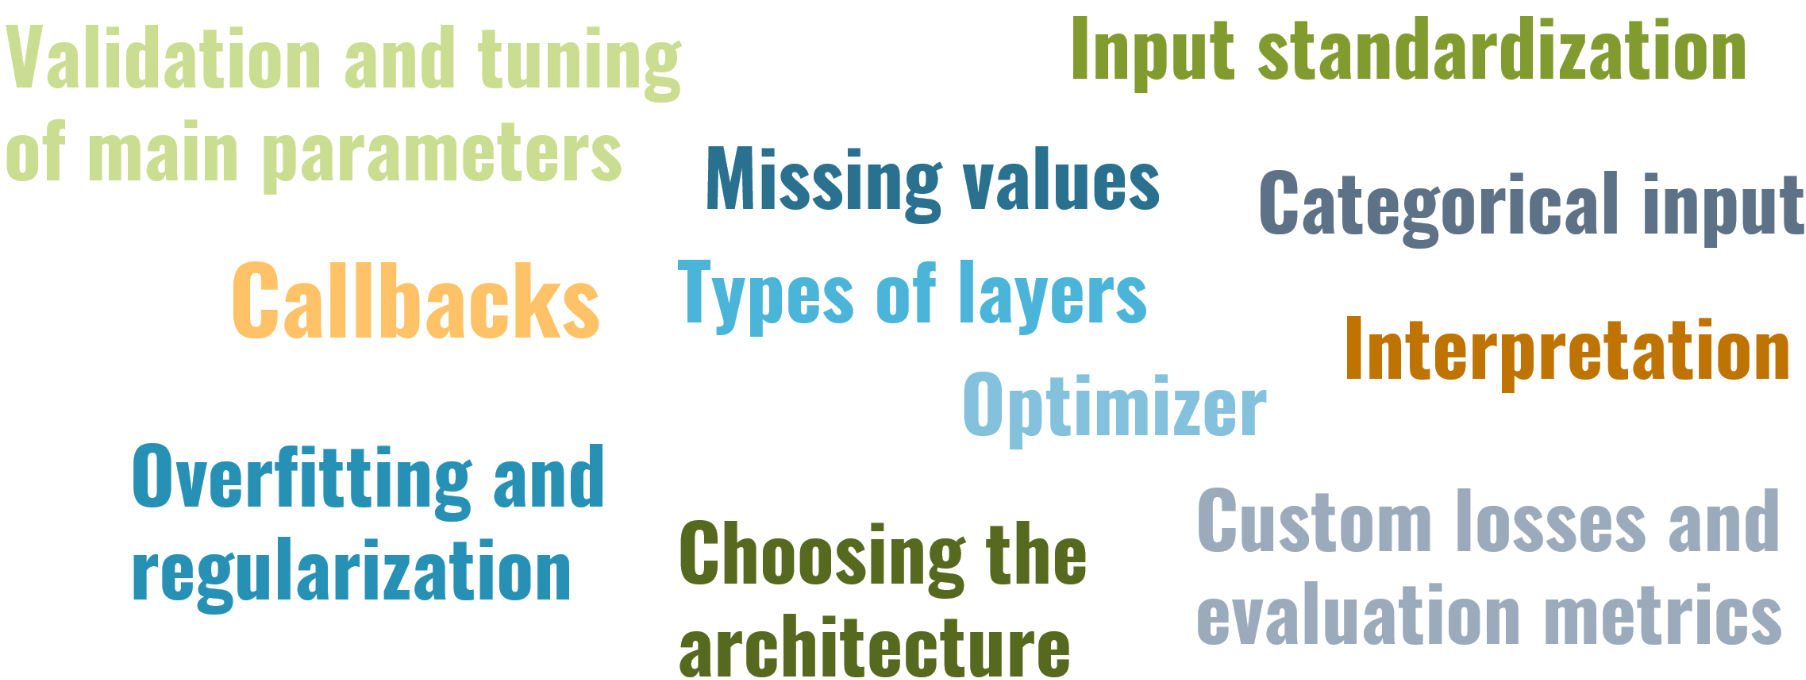 Validation and tuning
of main parameters
Input standardization
Missing values
Categorical input
Callbacks
Types of layers
Interpretation
Optimizer
Overfitting and
regularization
Choosing the
architecture
Custom losses and
evaluation metrics